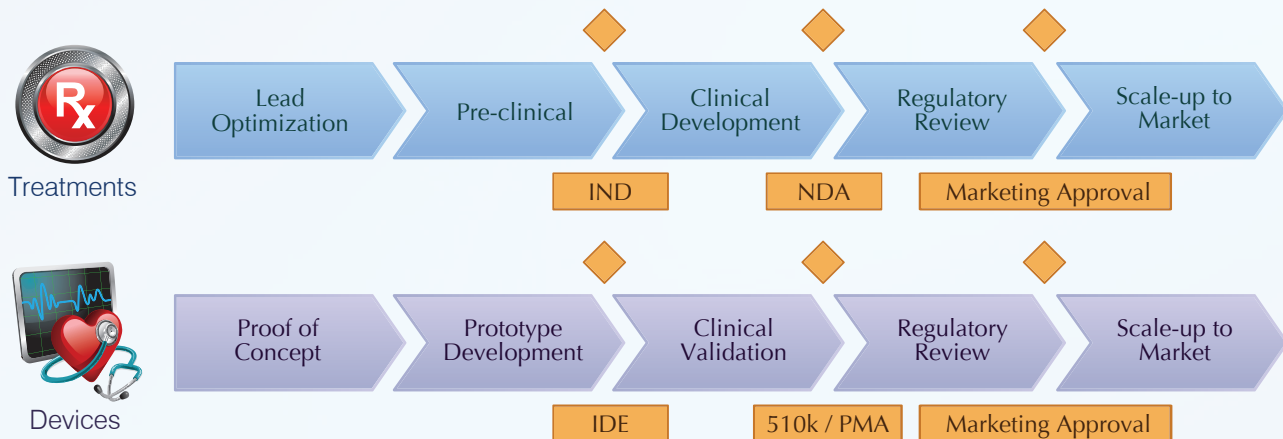 Rx
Treatments
Lead
Optimization
Pre-clinical
Clinical
Development
Regulatory
Review
Scale-up to
Market
IND
NDA
Marketing Approval
Devices
Proof of
Concept
Prototype
Development
Clinical
Validation
Regulatory
Review
Scale-up to
Market
IDE
510k / PMA
Marketing Approval